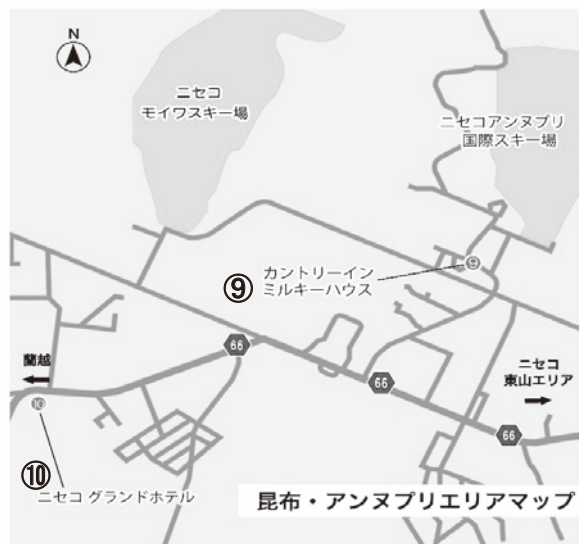 N
ニセコ
モイワスキー場
ニセコアンヌプリ
国際スキー場
⑨
カントリーイン
ミルキーハウス
⑨
66
蘭越
66
ニセコ
東山エリア
66
⑩
⑩
ニセコ グランドホテル
昆布・アンヌプリエリアマップ